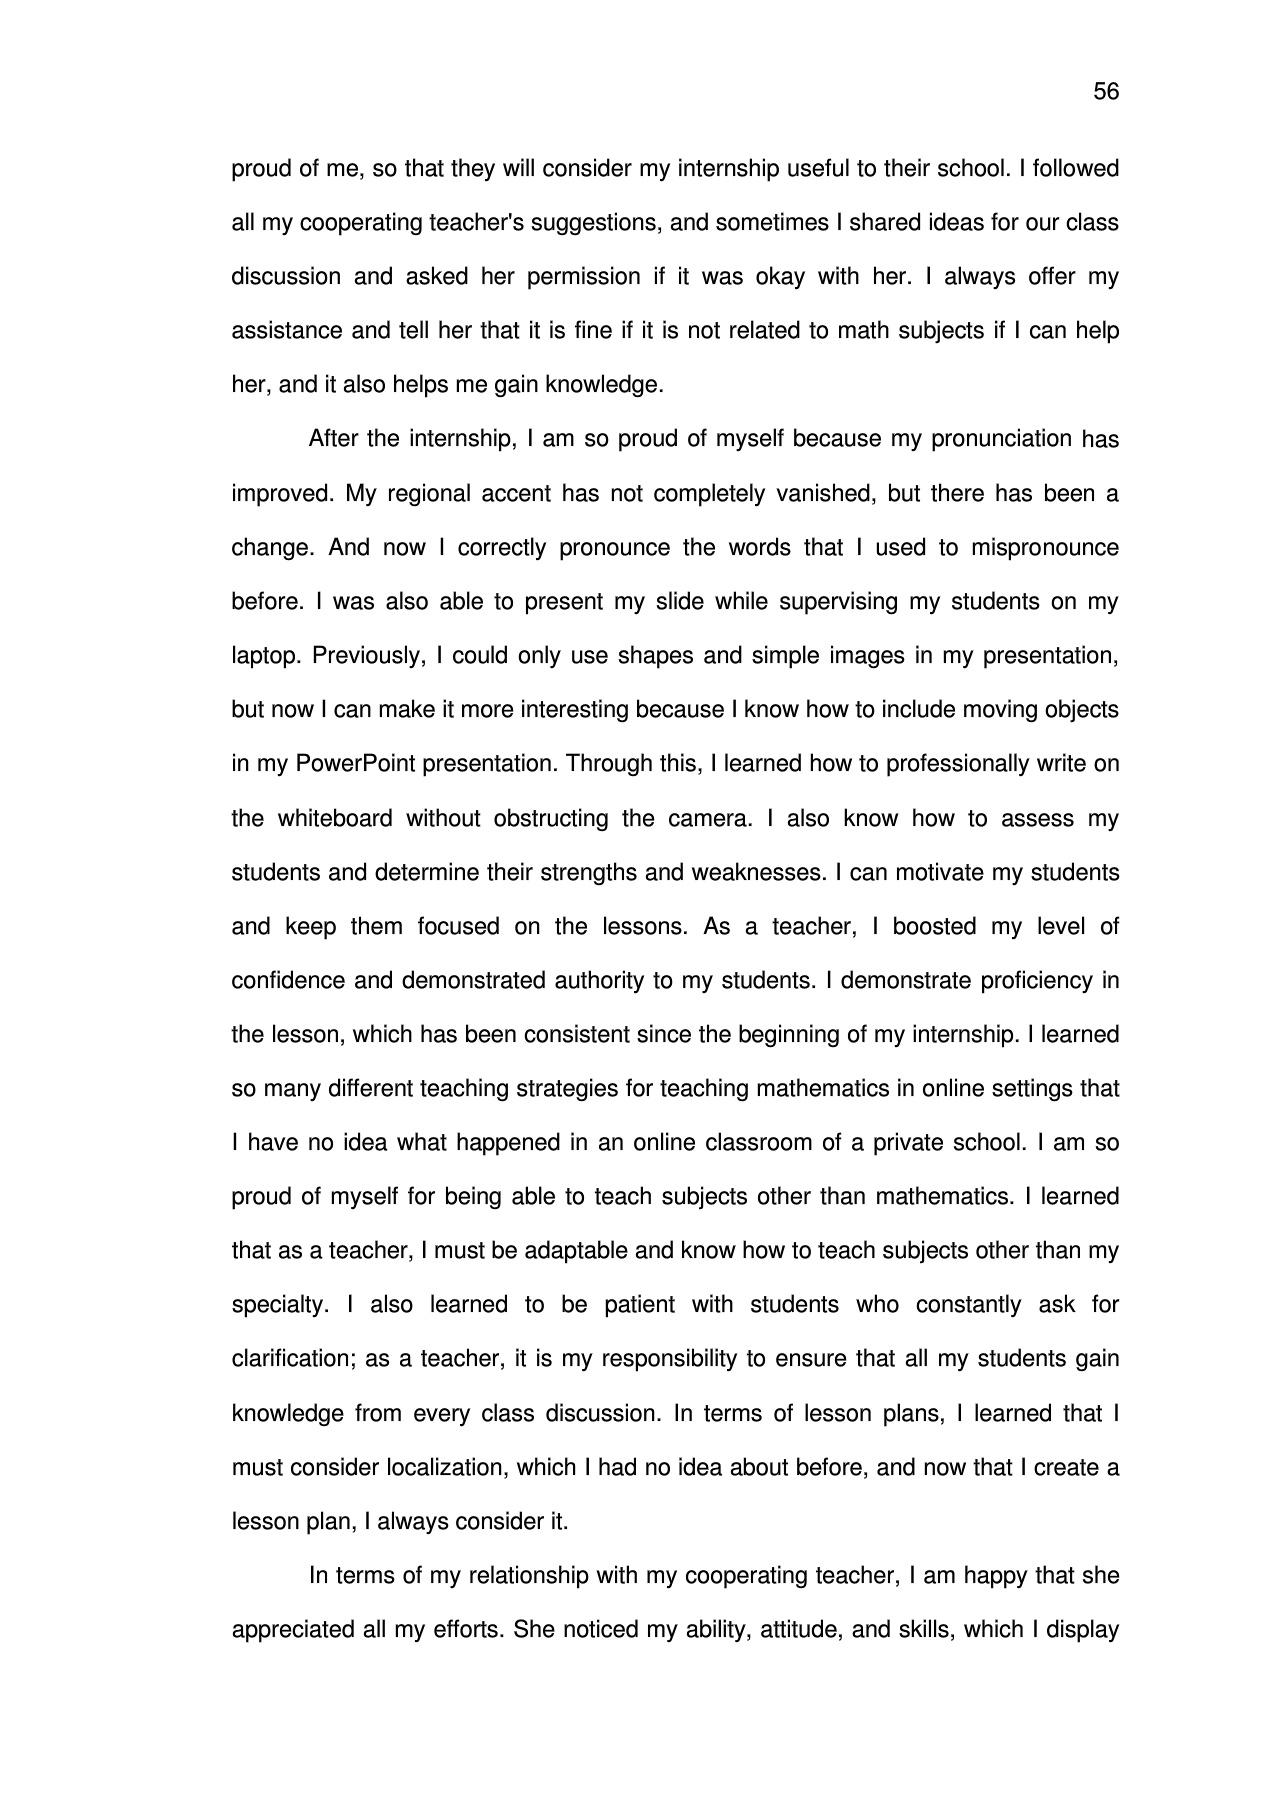 56
proud of me, so that they will consider my internship useful to their school. I followed
all my cooperating teacher's suggestions, and sometimes I shared ideas for our class
discussion and asked her permission if it was okay with her. I always offer my
assistance and tell her that it is fine if it is not related to math subjects if I can help
her, and it also helps me gain knowledge.
After the internship, I am so proud of myself because my pronunciation has
improved. My regional accent has not completely vanished, but there has been a
change. And now I correctly pronounce the words that I used to mispronounce
before. I was also able to present my slide while supervising my students on my
laptop. Previously, I could only use shapes and simple images in my presentation,
but now I can make it more interesting because I know how to include moving objects
in my PowerPoint presentation. Through this, I learned how to professionally write on
the whiteboard without obstructing the camera. I also know how to assess my
students and determine their strengths and weaknesses. I can motivate my students
and keep them focused on the lessons. As a teacher, I boosted my level of
confidence and demonstrated authority to my students. I demonstrate proficiency in
the lesson, which has been consistent since the beginning of my internship. I learned
so many different teaching strategies for teaching mathematics in online settings that
I have no idea what happened in an online classroom of a private school. I am so
proud of myself for being able to teach subjects other than mathematics. I learned
that as a teacher, I must be adaptable and know how to teach subjects other than my
specialty. I also learned to be patient with students who constantly ask for
clarification; as a teacher, it is my responsibility to ensure that all my students gain
knowledge from every class discussion. In terms of lesson plans, I learned that I
must consider localization, which I had no idea about before, and now that I create a
lesson plan, I always consider it.
In terms of my relationship with my cooperating teacher, I am happy that she
appreciated all my efforts. She noticed my ability, attitude, and skills, which I display